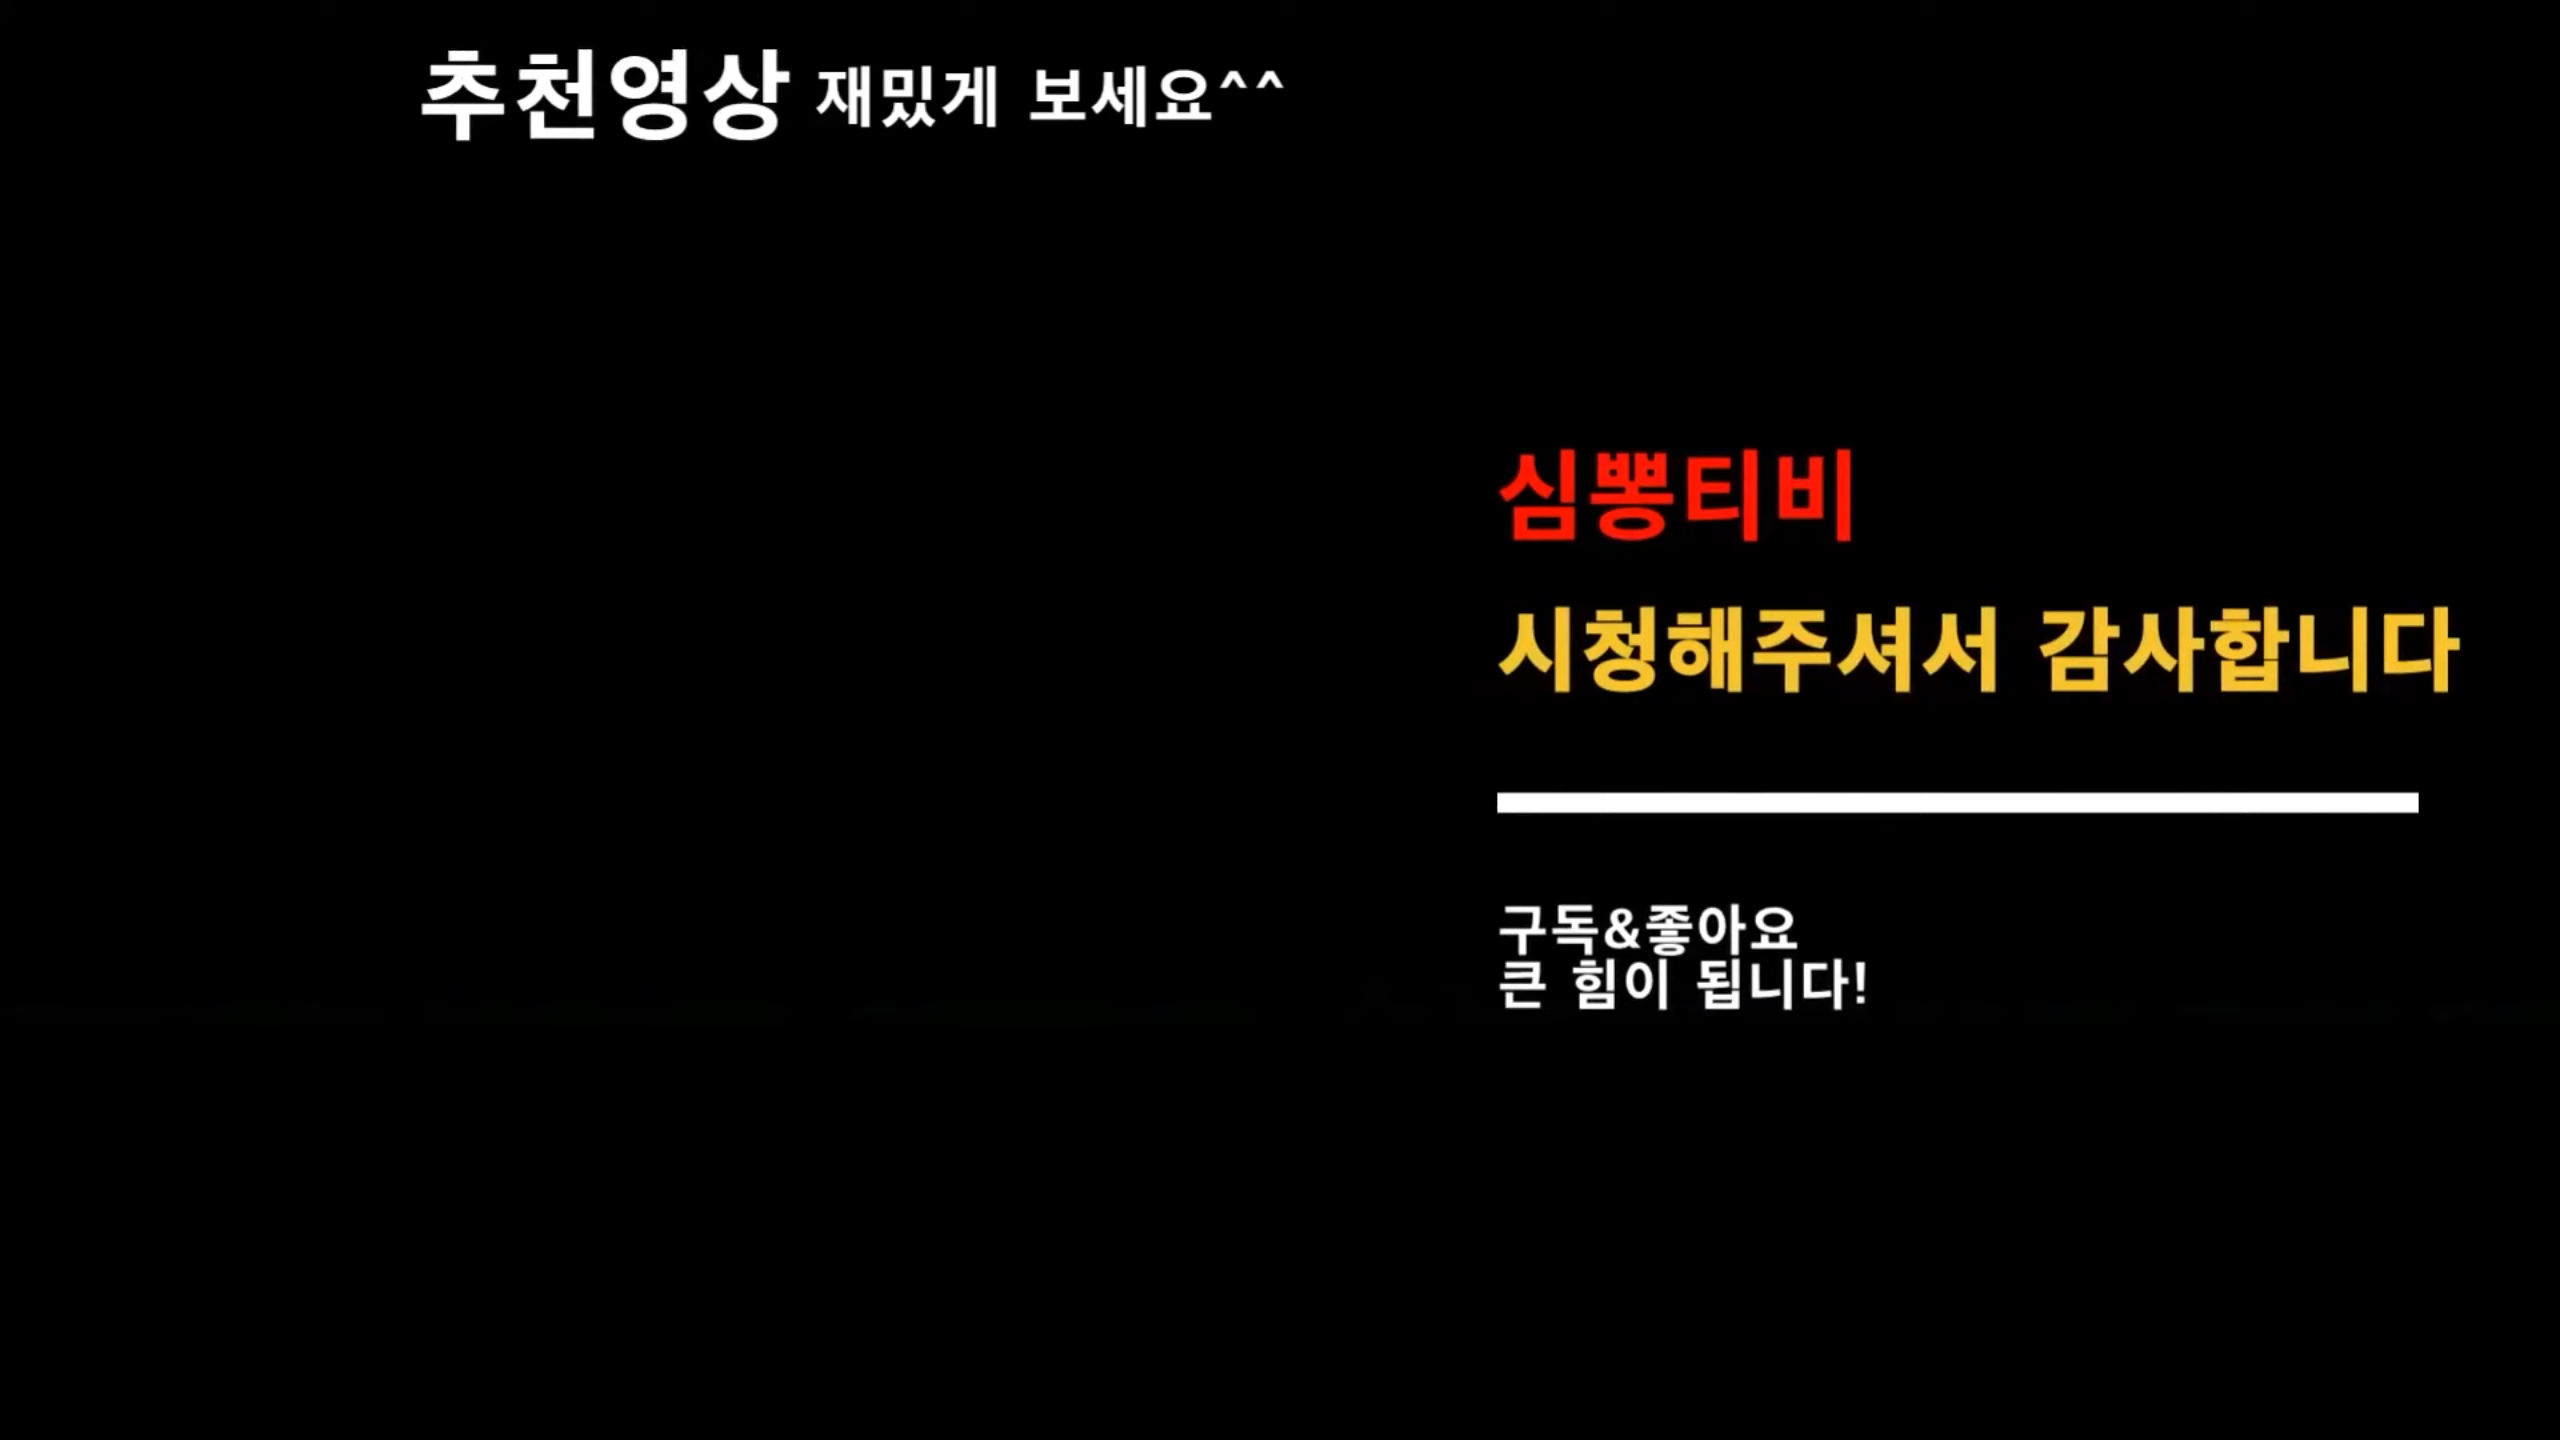 추천영상 재밌게 보세요^^
심뽕티비
시청해주셔서 감사합니다
구독&좋아요
큰 힘이 됩니다!